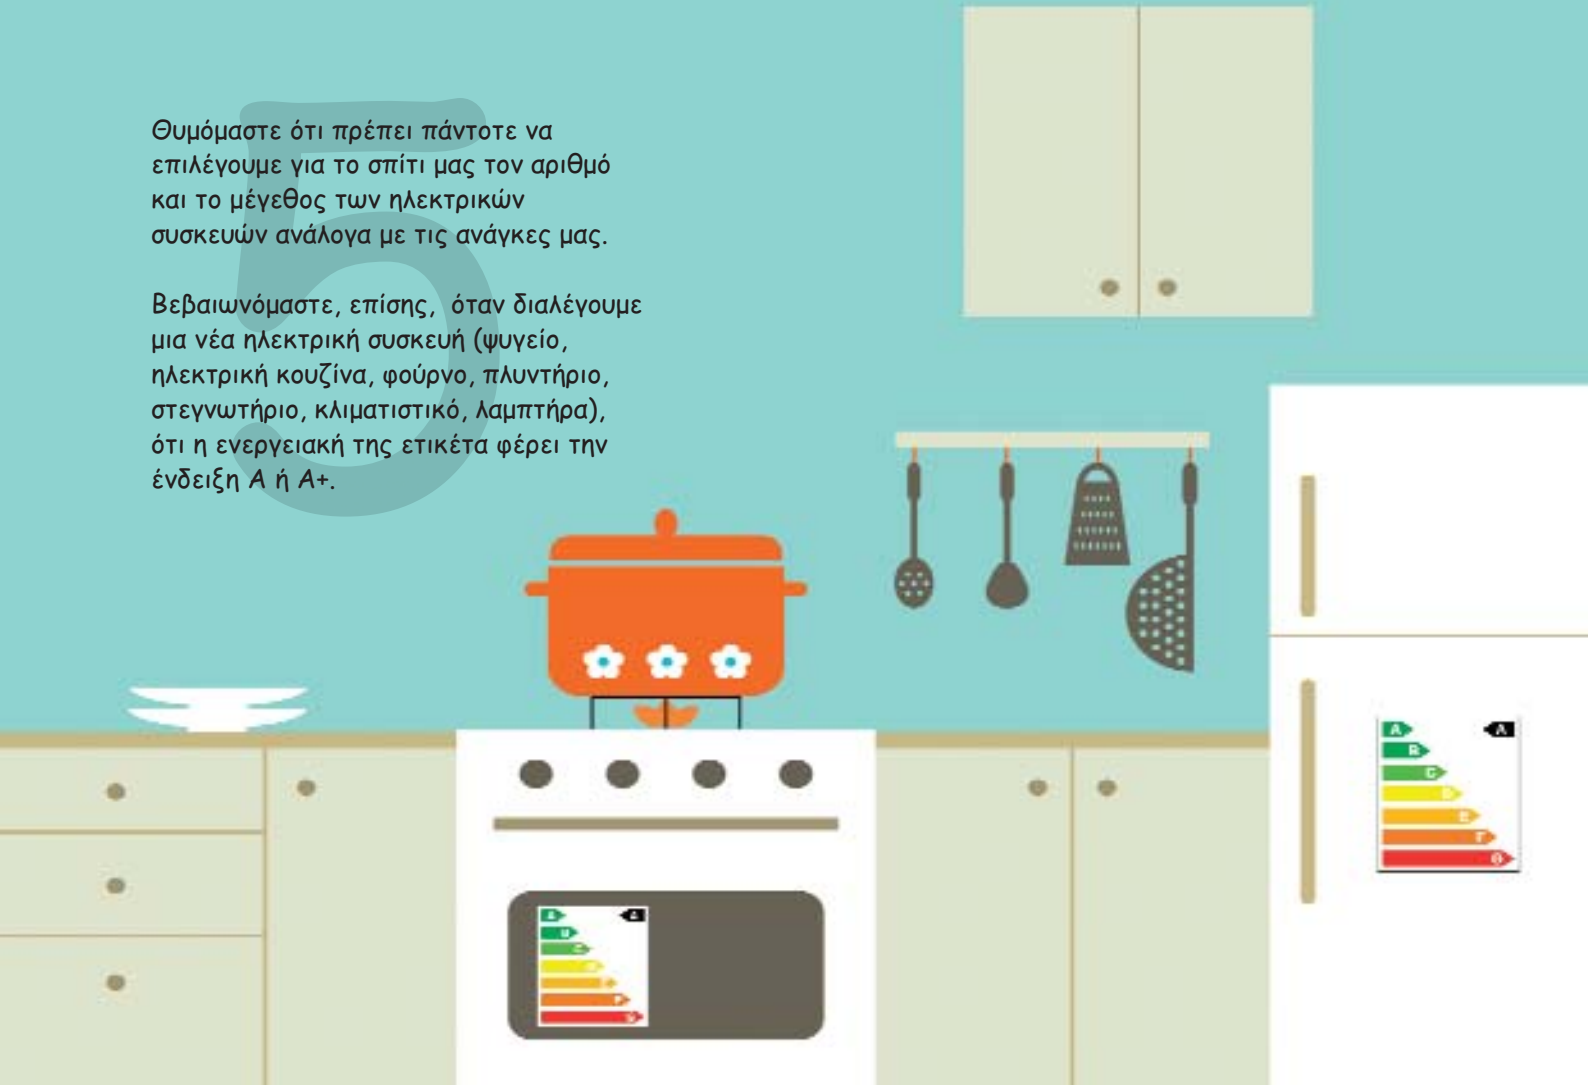 5
Θυμόμαστε ότι πρέπει πάντοτε να
επιλέγουμε για το σπίτι μας τον αριθμό
και το μέγεθος των ηλεκτρικών
συσκευών ανάλογα με τις ανάγκες μας.
Βεβαιωνόμαστε, επίσης, όταν διαλέγουμε
μια νέα ηλεκτρική συσκευή (ψυγείο,
ηλεκτρική κουζίνα, φούρνο, πλυντήριο,
στεγνωτήριο, κλιματιστικό, λαμπτήρα),
ότι η ενεργειακή της ετικέτα φέρει την
ένδειξη Α ή Α+.
A A
B
C
D
E
F
G